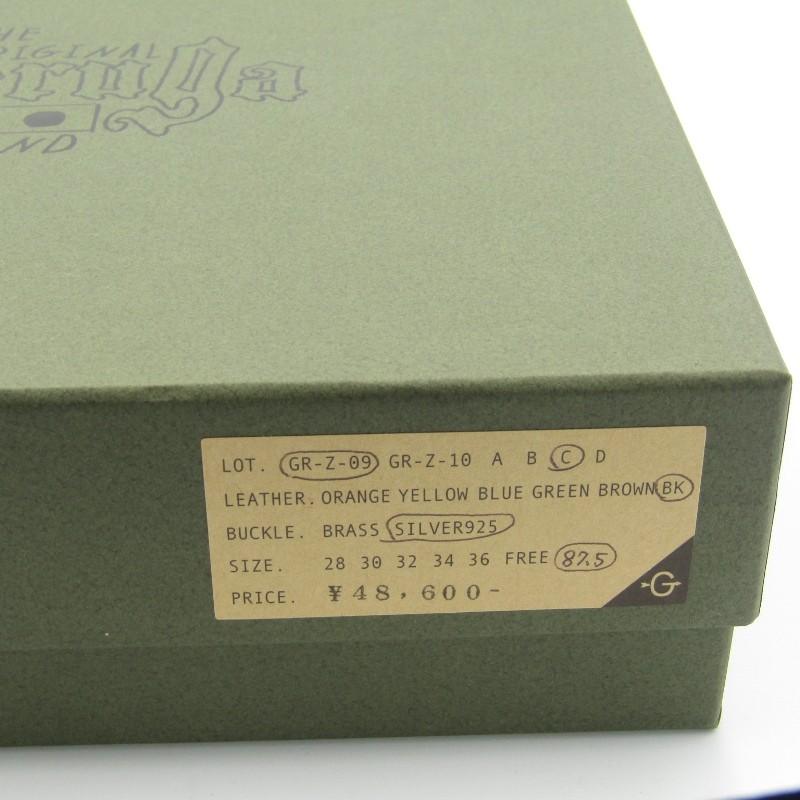 THE
ORIGINAL
LOT. GR-Z-09 GR-Z-10 A B C D
LEATHER. ORANGE YELLOW BLUE GREEN BROWN BK
BUCKLE. BRASS SILVER925
SIZE. 28 30 32 34 36 FREE 87.5
PRICE. ¥48,600-
G